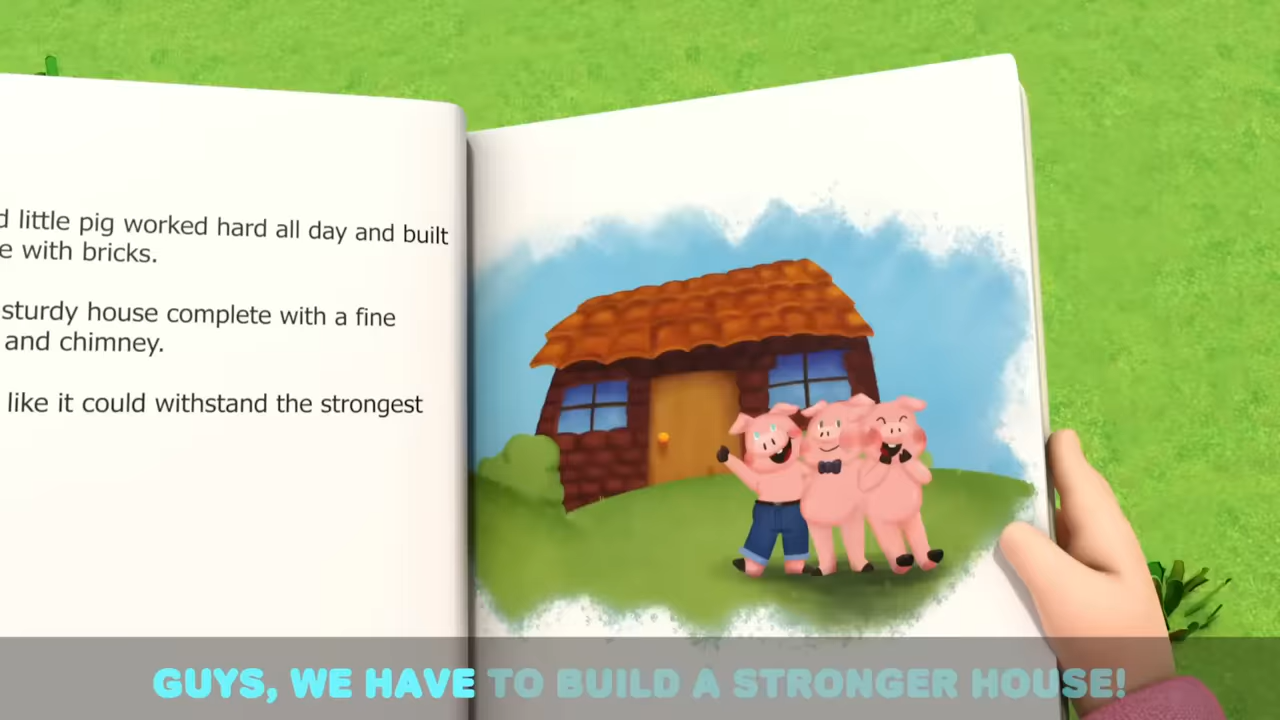 little pig worked hard all day and built
with bricks.
sturdy house complete with a fine
and chimney.
like it could withstand the strongest
GUYS, WE HAVE TO BUILD A STRONGER HOUSE!